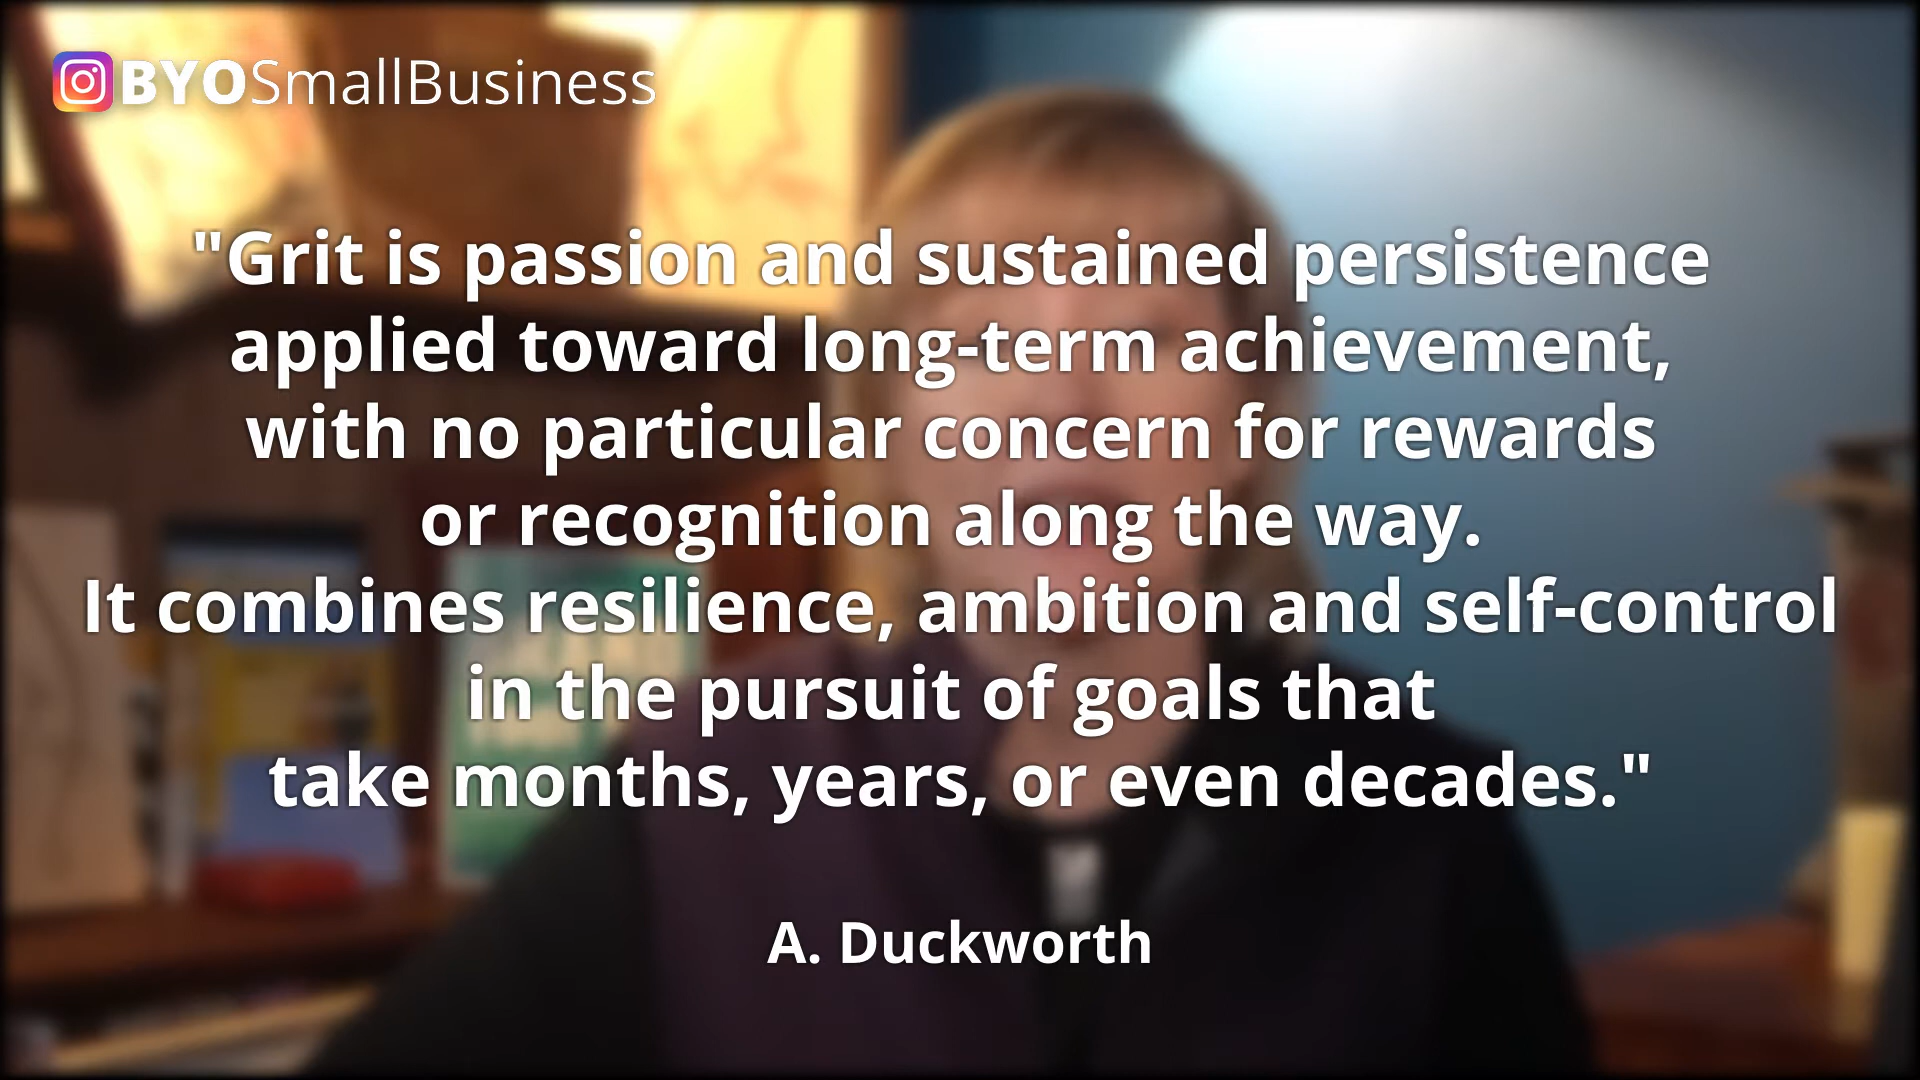 BYOSmallBusiness
"Grit is passion and sustained persistence
applied toward long-term achievement,
with no particular concern for rewards
or recognition along the way.
It combines resilience, ambition and self-control
in the pursuit of goals that
take months, years, or even decades."
A. Duckworth